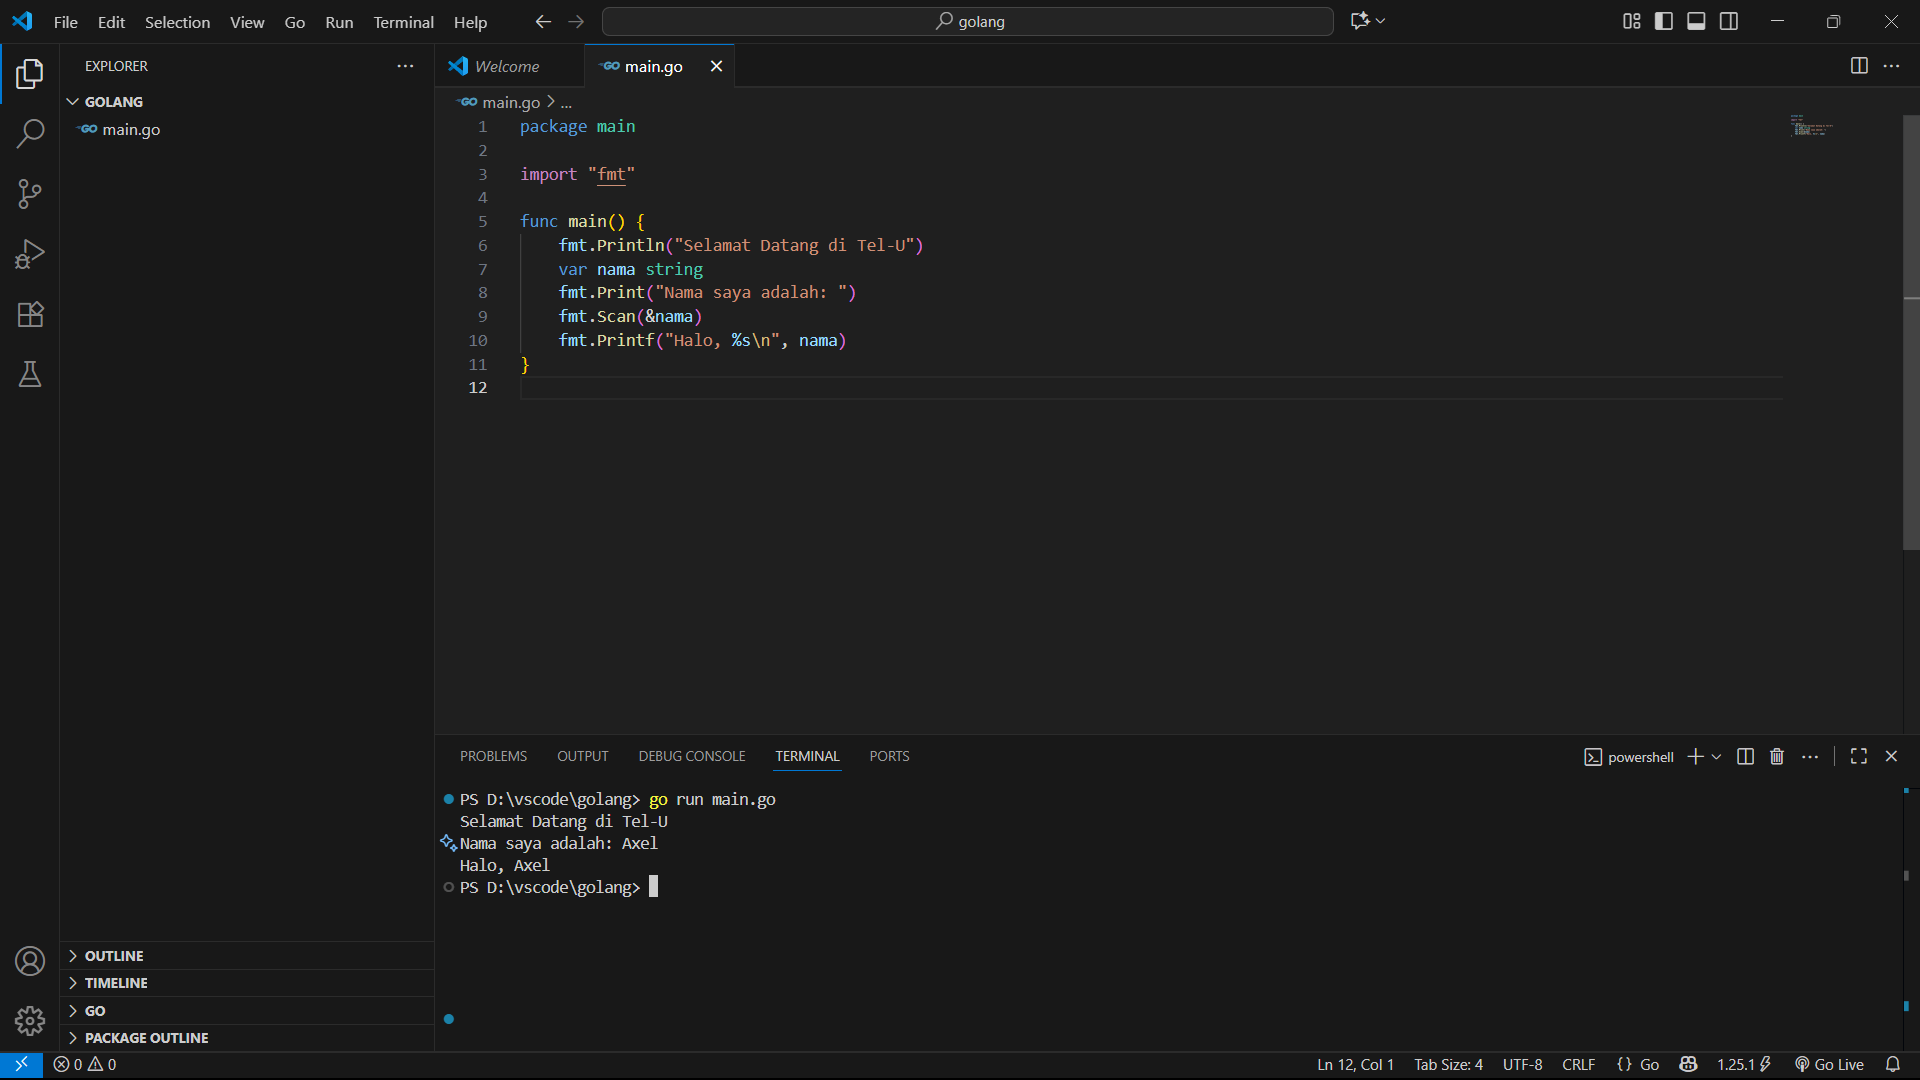 File Edit Selection View Go Run Terminal Help golang
EXPLORER
GOLANG
GO main.go
Welcome
GO main.go
GO main.go > ...
1 package main
2
3 import "fmt"
4
5 func main() {
6 fmt.Println("Selamat Datang di Tel-U")
7 var nama string
8 fmt.Print("Nama saya adalah: ")
9 fmt.Scan(&nama)
10 fmt.Printf("Halo, %s\n", nama)
11 }
12
PROBLEMS OUTPUT DEBUG CONSOLE TERMINAL PORTS
powershell
PS D:\vscode\golang> go run main.go
Selamat Datang di Tel-U
Nama saya adalah: Axel
Halo, Axel
PS D:\vscode\golang>
OUTLINE
TIMELINE
GO
PACKAGE OUTLINE
0 0
Ln 12, Col 1 Tab Size: 4 UTF-8 CRLF {} Go 1.25.1 Go Live